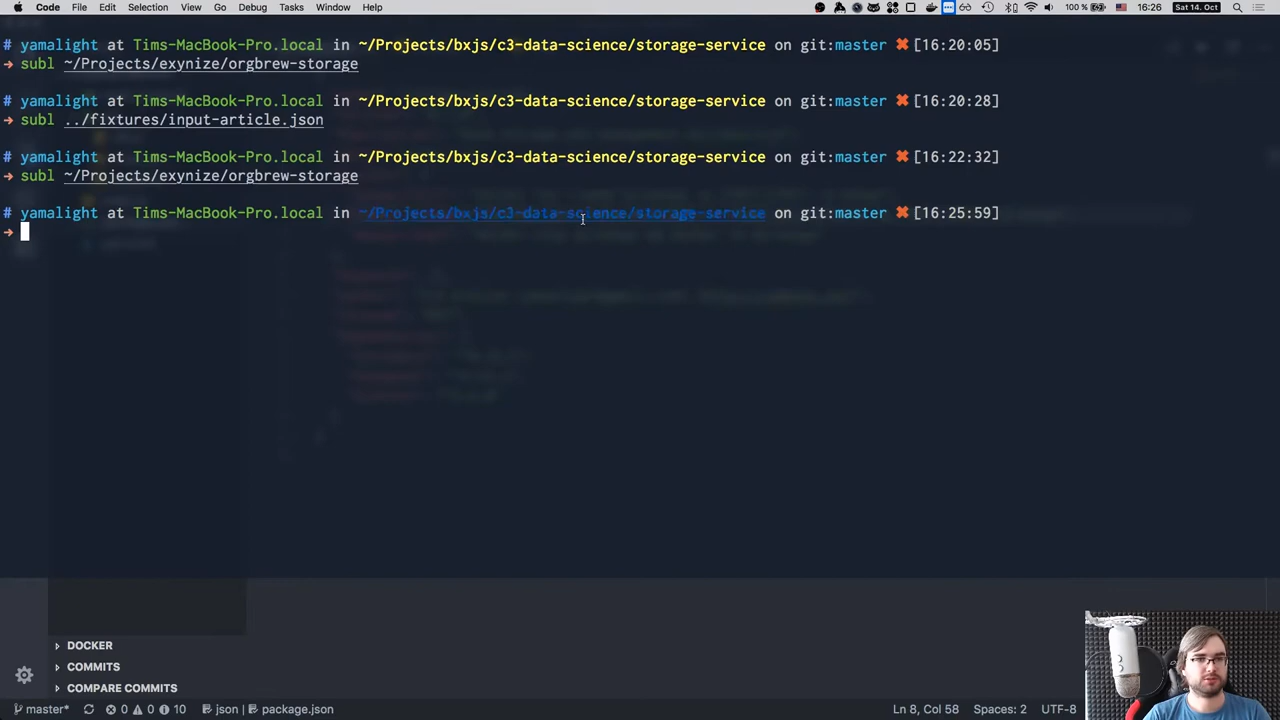 Code File Edit Selection View Go Debug Tasks Window Help 100 % 16:26 Sat 14. Oct
# yamalight at Tims-MacBook-Pro.local in ~/Projects/bxjs/c3-data-science/storage-service on git:master ✖[16:20:05]
→ subl ~/Projects/exynize/orgbrew-storage
# yamalight at Tims-MacBook-Pro.local in ~/Projects/bxjs/c3-data-science/storage-service on git:master ✖[16:20:28]
→ subl ../fixtures/input-article.json
# yamalight at Tims-MacBook-Pro.local in ~/Projects/bxjs/c3-data-science/storage-service on git:master ✖[16:22:32]
→ subl ~/Projects/exynize/orgbrew-storage
# yamalight at Tims-MacBook-Pro.local in ~/Projects/bxjs/c3-data-science/storage-service on git:master ✖[16:25:59]
→
DOCKER
COMMITS
COMPARE COMMITS
master* 0 0 10 json | package.json Ln 8, Col 58 Spaces: 2 UTF-8